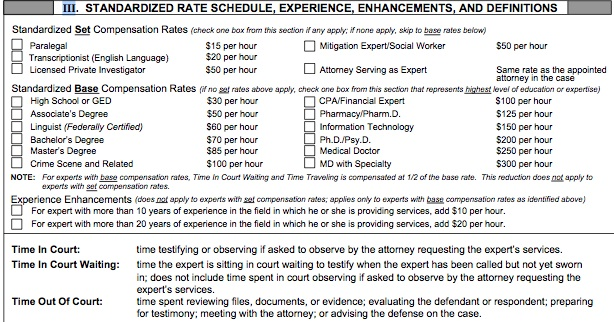 III. STANDARDIZED RATE SCHEDULE, EXPERIENCE, ENHANCEMENTS, AND DEFINITIONS
Standardized Set Compensation Rates (check one box from this section if any apply; if none apply, skip to base rates below)
Paralegal $15 per hour Mitigation Expert/Social Worker $50 per hour
Transcriptionist (English Language) $20 per hour
Licensed Private Investigator $50 per hour Attorney Serving as Expert Same rate as the appointed
attorney in the case
Standardized Base Compensation Rates (if no set rates above apply, check one box from this section that represents highest level of education or expertise)
High School or GED $30 per hour CPA/Financial Expert $100 per hour
Associate's Degree $50 per hour Pharmacy/Pharm.D. $125 per hour
Linguist (Federally Certified) $60 per hour Information Technology $150 per hour
Bachelor's Degree $70 per hour Ph.D./Psy.D. $200 per hour
Master's Degree $85 per hour Medical Doctor $250 per hour
Crime Scene and Related $100 per hour MD with Specialty $300 per hour
NOTE: For experts with base compensation rates, Time In Court Waiting and Time Traveling is compensated at 1/2 of the base rate. This reduction does not apply to
experts with set compensation rates.
Experience Enhancements (does not apply to experts with set compensation rates; applies only to experts with base compensation rates as identified above)
For expert with more than 10 years of experience in the field in which he or she is providing services, add $10 per hour.
For expert with more than 20 years of experience in the field in which he or she is providing services, add $20 per hour.
Time In Court: time testifying or observing if asked to observe by the attorney requesting the expert's services.
Time In Court Waiting: time the expert is sitting in court waiting to testify when the expert has been called but not yet sworn
in; does not include time spent in court observing if asked to observe by the attorney requesting the
expert's services.
Time Out Of Court: time spent reviewing files, documents, or evidence; evaluating the defendant or respondent; preparing
for testimony; meeting with the attorney; or advising the defense on the case.